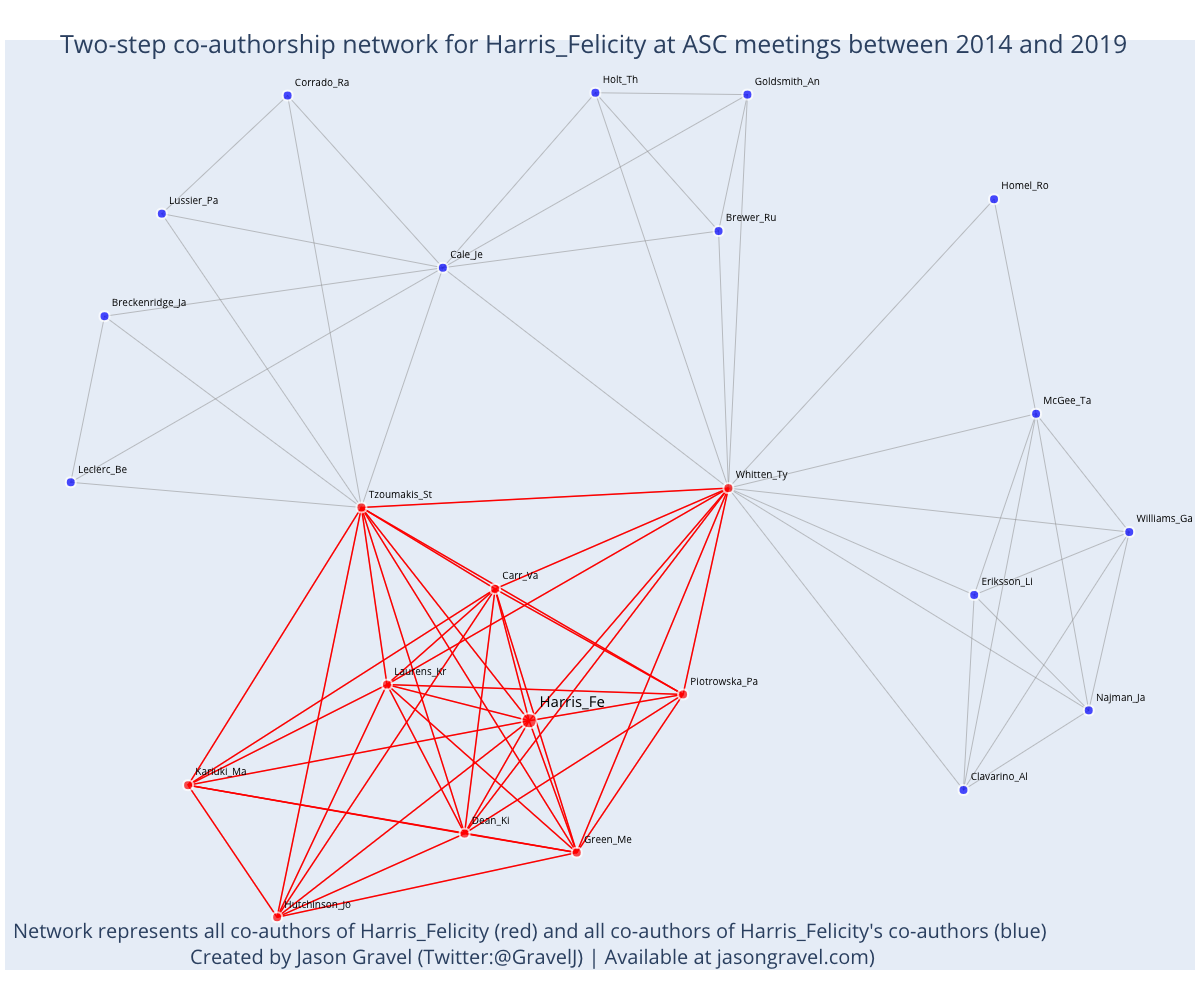 Two-step co-authorship network for Harris_Felicity at ASC meetings between 2014 and 2019
Corrado_Ra
Holt_Th
Goldsmith_An
Homel_Ro
Lussier_Pa
Brewer_Ru
Cale_Je
Breckenridge_Ja
McGee_Ta
Leclerc_Be
Whitten_Ty
Tzoumakis_St
Williams_Ga
Carr_Va
Eriksson_Li
Laurens_Kr
Piotrowska_Pa
Harris_Fe
Najman_Ja
Kariuki_Ma
Clavarino_Al
Dean_Ki
Green_Me
Hutchinson_Jo
Network represents all co-authors of Harris_Felicity (red) and all co-authors of Harris_Felicity's co-authors (blue)
Created by Jason Gravel (Twitter:@GravelJ) | Available at jasongravel.com)